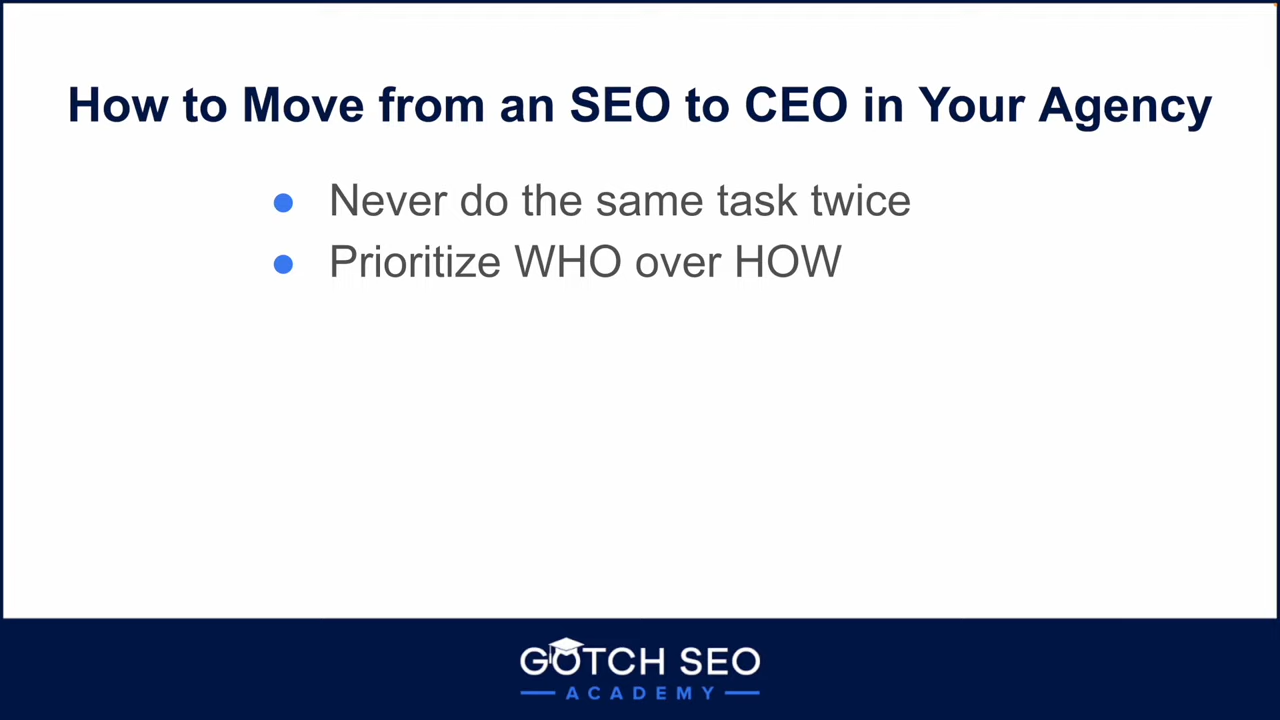 How to Move from an SEO to CEO in Your Agency
● Never do the same task twice
● Prioritize WHO over HOW
GOTCH SEO
ACADEMY